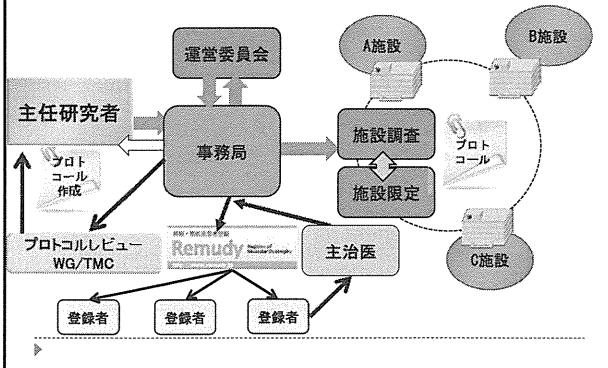 運営委員会
A施設
B施設
主任研究者
事務局
施設調査
施設限定
プロト
コール
プロト
コール
作成
プロトコルレビュー
WG/TMC
Remudy
主治医
C施設
登録者
登録者
登録者